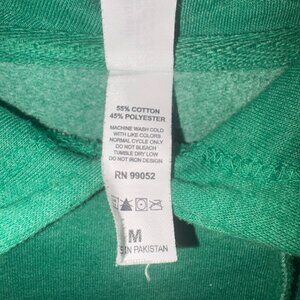 55% COTTON
45% POLYESTER
MACHINE WASH COLD
WITH LIKE COLORS
NORMAL CYCLE ONLY
DO NOT BLEACH
TUMBLE DRY LOW
DO NOT IRON DESIGN
RN 99052
M
IN PAKISTAN